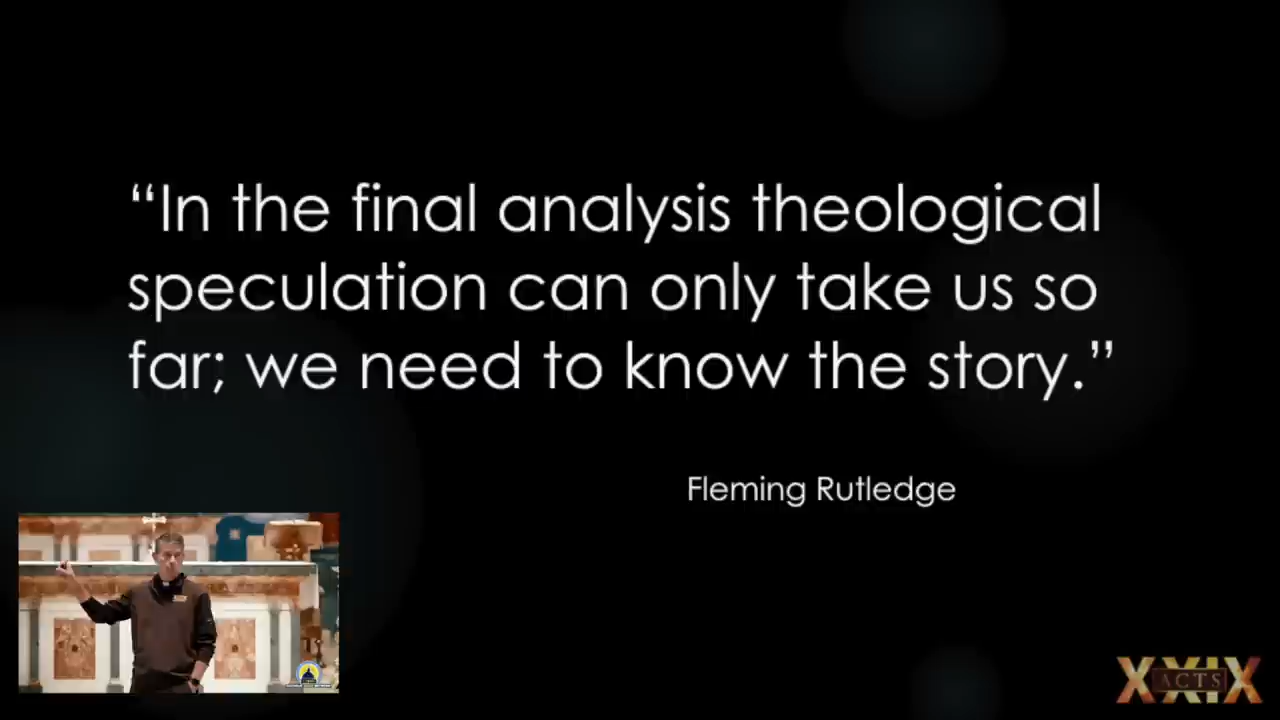 “In the final analysis theological
speculation can only take us so
far; we need to know the story.”
Fleming Rutledge
XXIX
ACTS